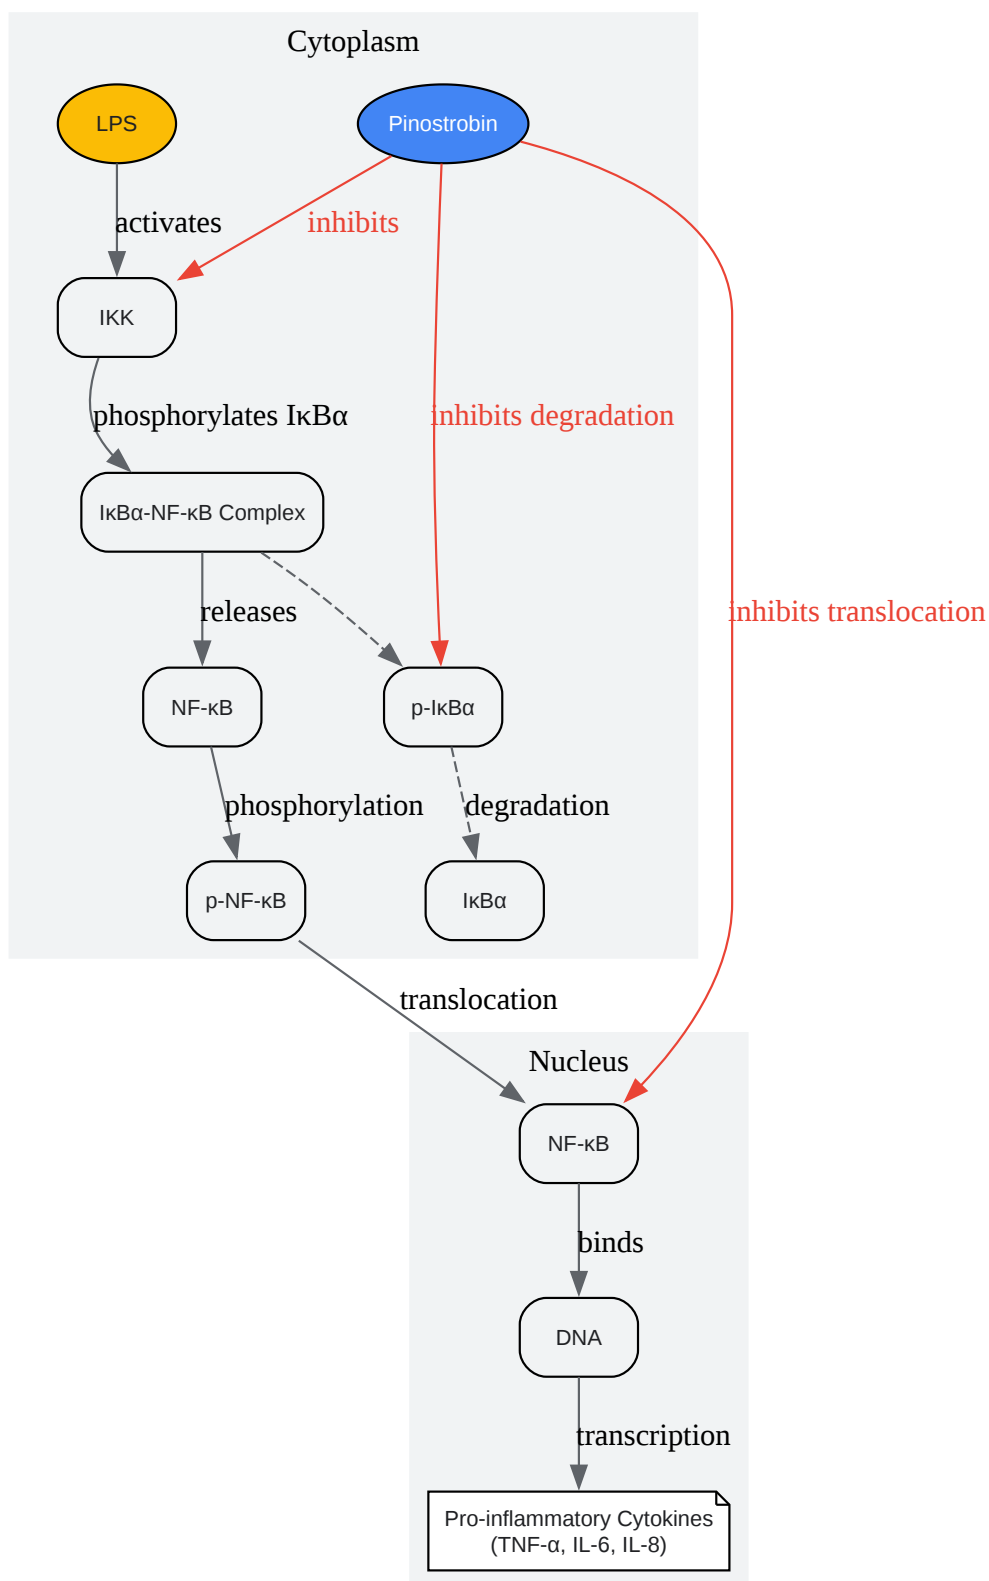 Cytoplasm
LPS
Pinostrobin
activates
inhibits
IKK
phosphorylates IκBα
inhibits degradation
IκBα-NF-κB Complex
releases
inhibits translocation
NF-κB
p-IκBα
phosphorylation
degradation
p-NF-κB
IκBα
translocation
Nucleus
NF-κB
binds
DNA
transcription
Pro-inflammatory Cytokines
(TNF-α, IL-6, IL-8)